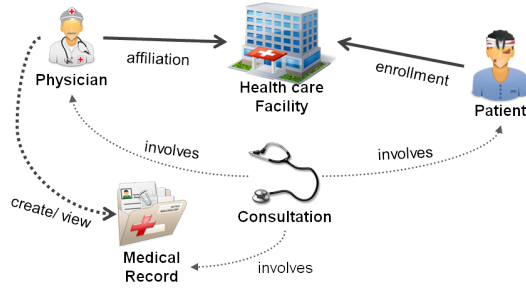 affiliation
Physician
Health care
Facility
enrollment
Patient
involves
involves
create/ view
Consultation
Medical
Record
involves